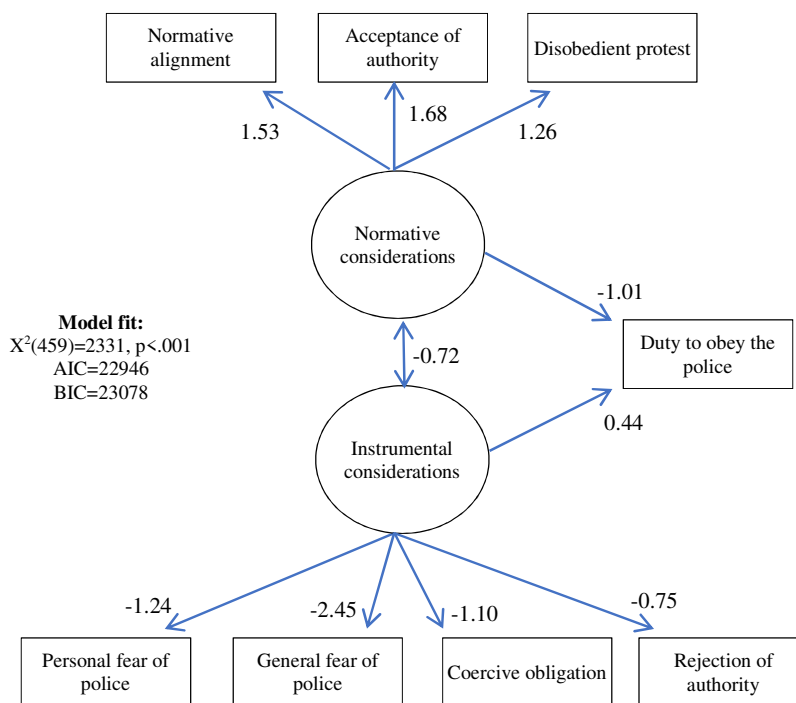 Normative
alignment
Acceptance of
authority
Disobedient protest
1.53
1.68
1.26
Normative
considerations
-1.01
Model fit:
X²(459)=2331, p<.001
AIC=22946
BIC=23078
-0.72
Duty to obey the
police
Instrumental
considerations
0.44
-1.24
-2.45
-1.10
-0.75
Personal fear of
police
General fear of
police
Coercive obligation
Rejection of
authority